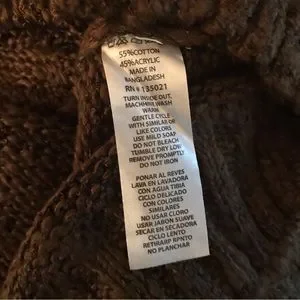 55%COTTON
45%ACRYLIC
MADE IN
BANGLADESH
RN # 135021
TURN INSIDE OUT.
MACHINE WASH
WARM
GENTLE CYCLE
WITH SIMILAR OR
LIKE COLORS
USE MILD SOAP
DO NOT BLEACH
TUMBLE DRY LOW
REMOVE PROMPTLY
DO NOT IRON
PONAR AL REVES
LAVA EN LAVADORA
CON AGUA TIBIA
CICLO DELICADO
CON COLORES
SIMILARES
NO USAR CLORO
USAR JABON SUAVE
SECAR EN SECADORA
CICLO LENTO
RETIRARP RPNTO
NO PLANCHAR